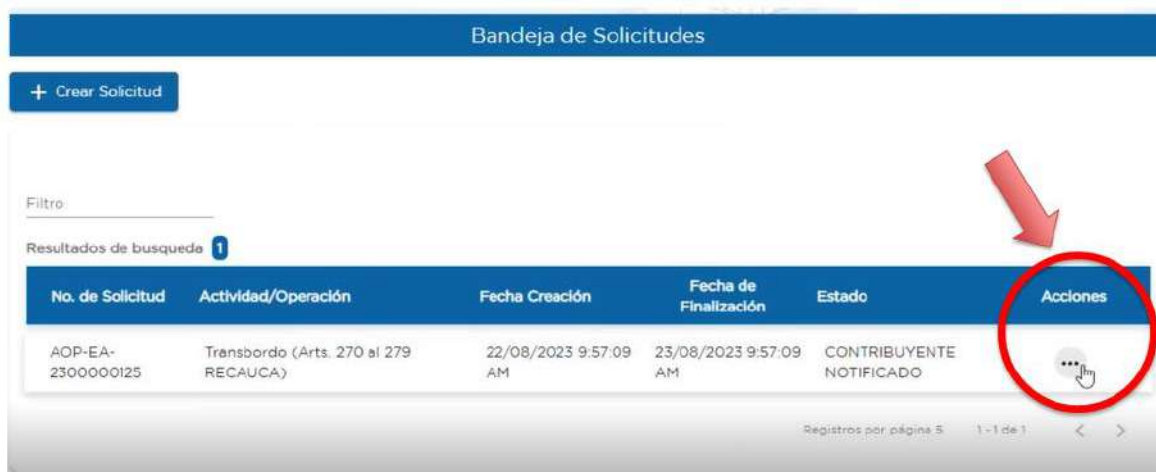 Bandeja de Solicitudes
+ Crear Solicitud
Filtro
Resultados de busqueda 1
No. de Solicitud Actividad/Operación Fecha Creación Fecha de Finalización Estado Acciones
AOP-EA-2300000125 Transbordo (Arts. 270 al 279 RECAUCA) 22/08/2023 9:57:09 AM 23/08/2023 9:57:09 AM CONTRIBUYENTE NOTIFICADO ...
Registros por página 5 1 - 1 de 1 < >